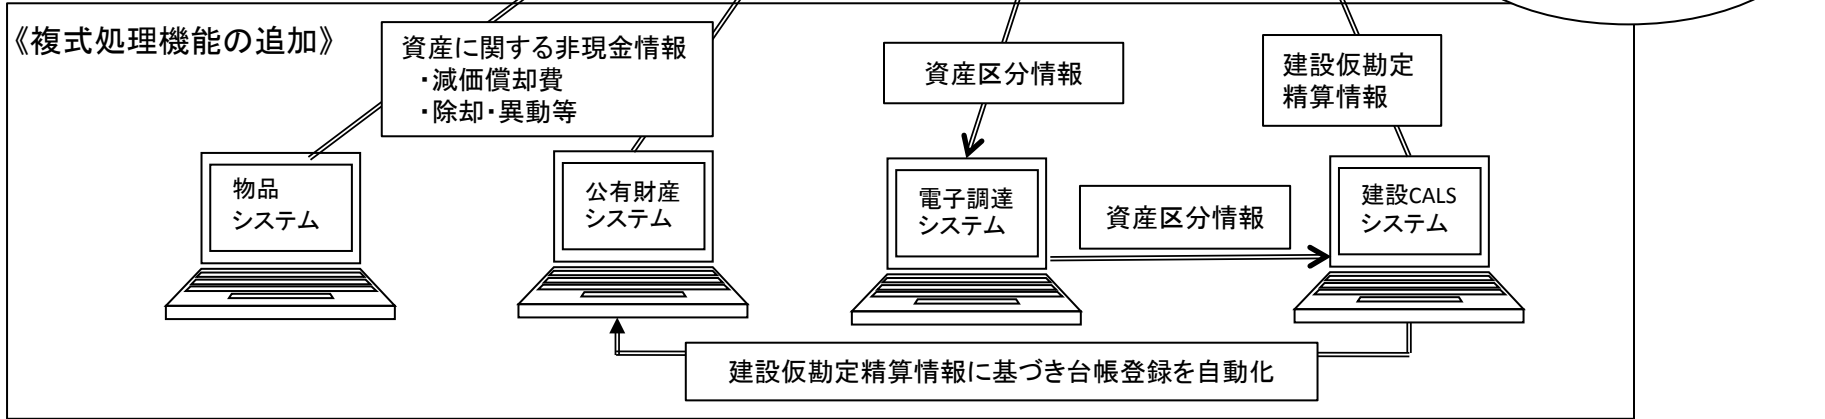 《複式処理機能の追加》
資産に関する非現金情報
・減価償却費
・除却・異動等
資産区分情報
建設仮勘定
精算情報
物品
システム
公有財産
システム
電子調達
システム
資産区分情報
建設CALS
システム
建設仮勘定精算情報に基づき台帳登録を自動化